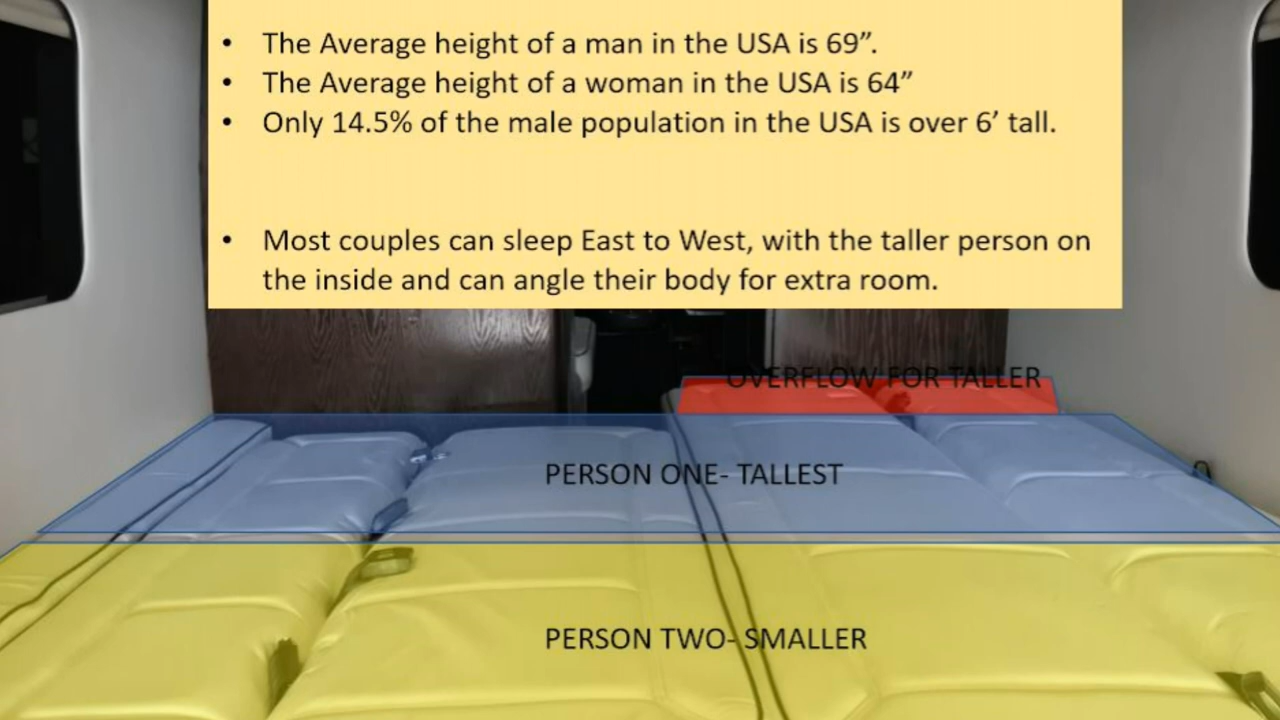 • The Average height of a man in the USA is 69”.
• The Average height of a woman in the USA is 64”
• Only 14.5% of the male population in the USA is over 6’ tall.
• Most couples can sleep East to West, with the taller person on
the inside and can angle their body for extra room.
OVERFLOW FOR TALLER
PERSON ONE- TALLEST
PERSON TWO- SMALLER